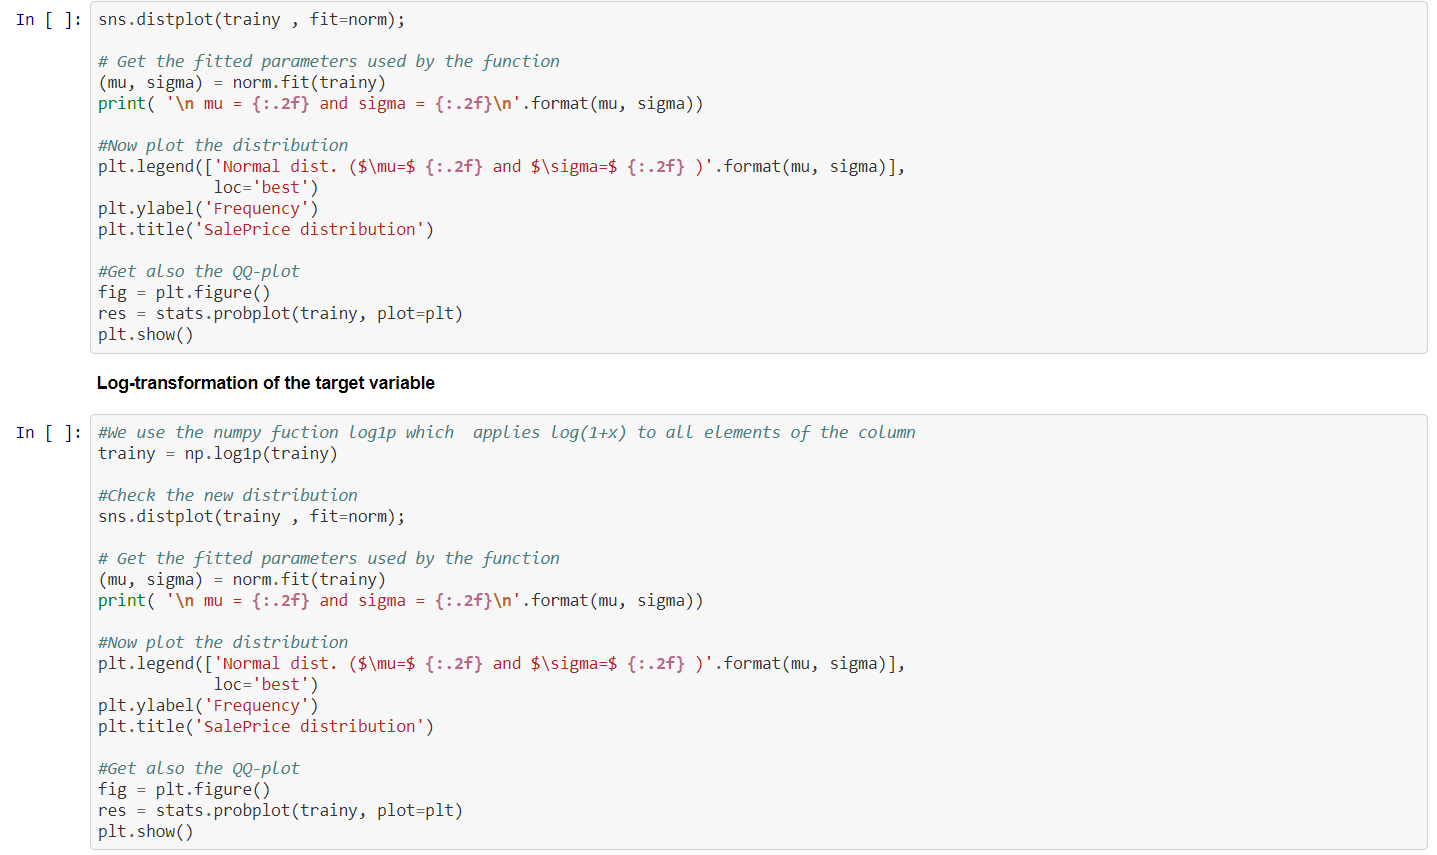 In [ ]: sns.distplot(trainy , fit=norm);
# Get the fitted parameters used by the function
(mu, sigma) = norm.fit(trainy)
print( '\n mu = {:.2f} and sigma = {:.2f}\n'.format(mu, sigma))
#Now plot the distribution
plt.legend(['Normal dist. ($\mu=$ {:.2f} and $\sigma=$ {:.2f} )'.format(mu, sigma)],
loc='best')
plt.ylabel('Frequency')
plt.title('SalePrice distribution')
#Get also the QQ-plot
fig = plt.figure()
res = stats.probplot(trainy, plot=plt)
plt.show()
Log-transformation of the target variable
In [ ]: #We use the numpy fuction log1p which  applies log(1+x) to all elements of the column
trainy = np.log1p(trainy)
#Check the new distribution
sns.distplot(trainy , fit=norm);
# Get the fitted parameters used by the function
(mu, sigma) = norm.fit(trainy)
print( '\n mu = {:.2f} and sigma = {:.2f}\n'.format(mu, sigma))
#Now plot the distribution
plt.legend(['Normal dist. ($\mu=$ {:.2f} and $\sigma=$ {:.2f} )'.format(mu, sigma)],
loc='best')
plt.ylabel('Frequency')
plt.title('SalePrice distribution')
#Get also the QQ-plot
fig = plt.figure()
res = stats.probplot(trainy, plot=plt)
plt.show()